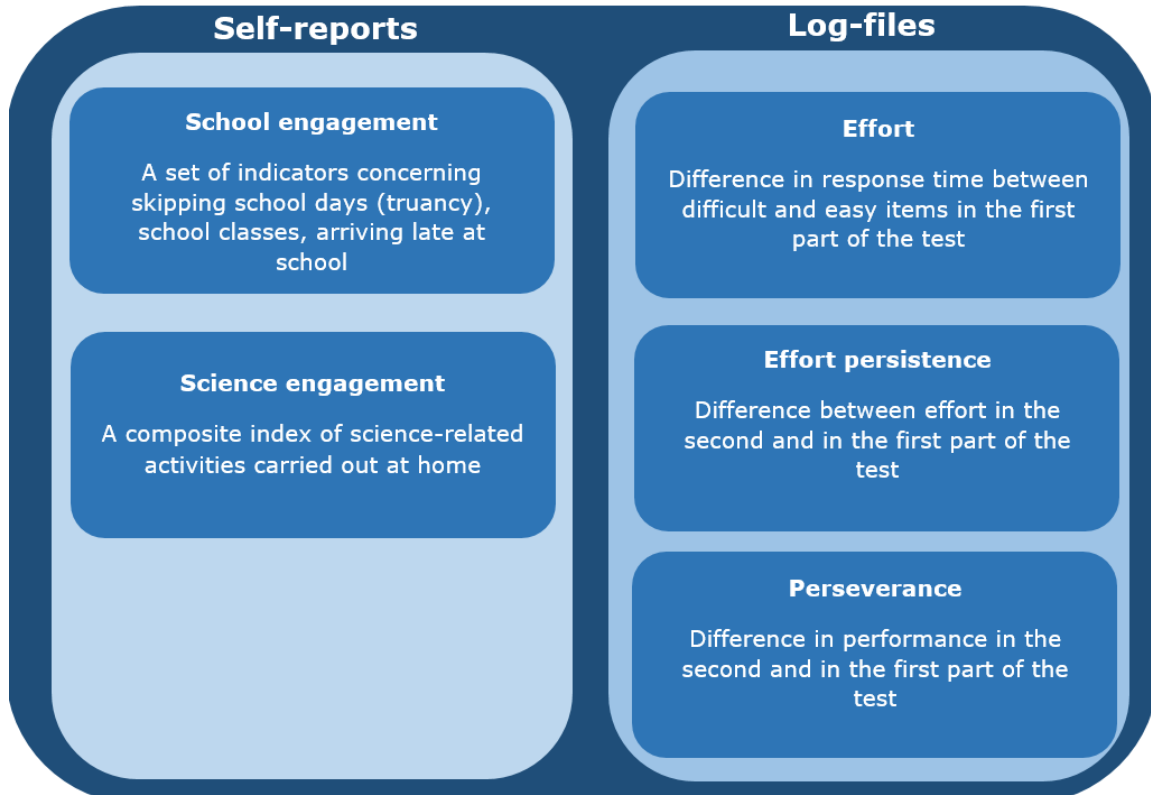 Self-reports
School engagement
A set of indicators concerning
skipping school days (truancy),
school classes, arriving late at
school
Science engagement
A composite index of science-related
activities carried out at home
Log-files
Effort
Difference in response time between
difficult and easy items in the first
part of the test
Effort persistence
Difference between effort in the
second and in the first part of the
test
Perseverance
Difference in performance in the
second and in the first part of the
test